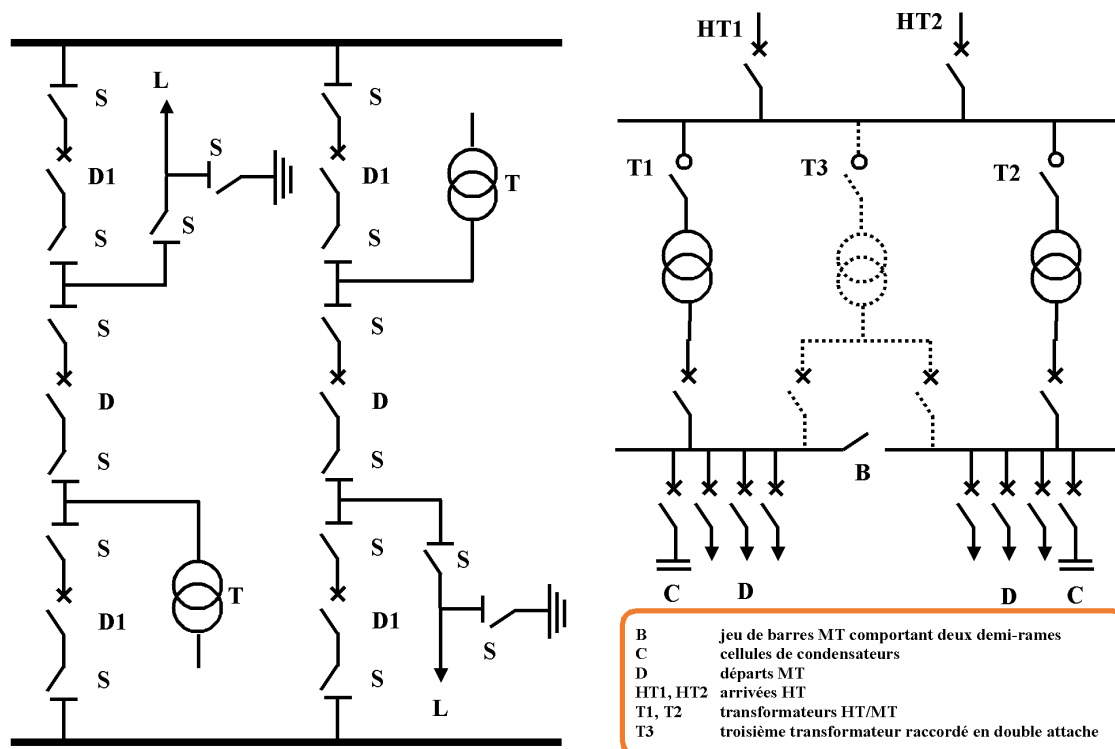 HT1
HT2
L
S
S
S
D1
D1
T1
T3
T2
T
S
S
S
S
S
D
D
B
S
S
S
S
S
T
D1
D1
S
S
S
L
C
D
D
C
B jeu de barres MT comportant deux demi-rames
C cellules de condensateurs
D départs MT
HT1, HT2 arrivées HT
T1, T2 transformateurs HT/MT
T3 troisième transformateur raccordé en double attache